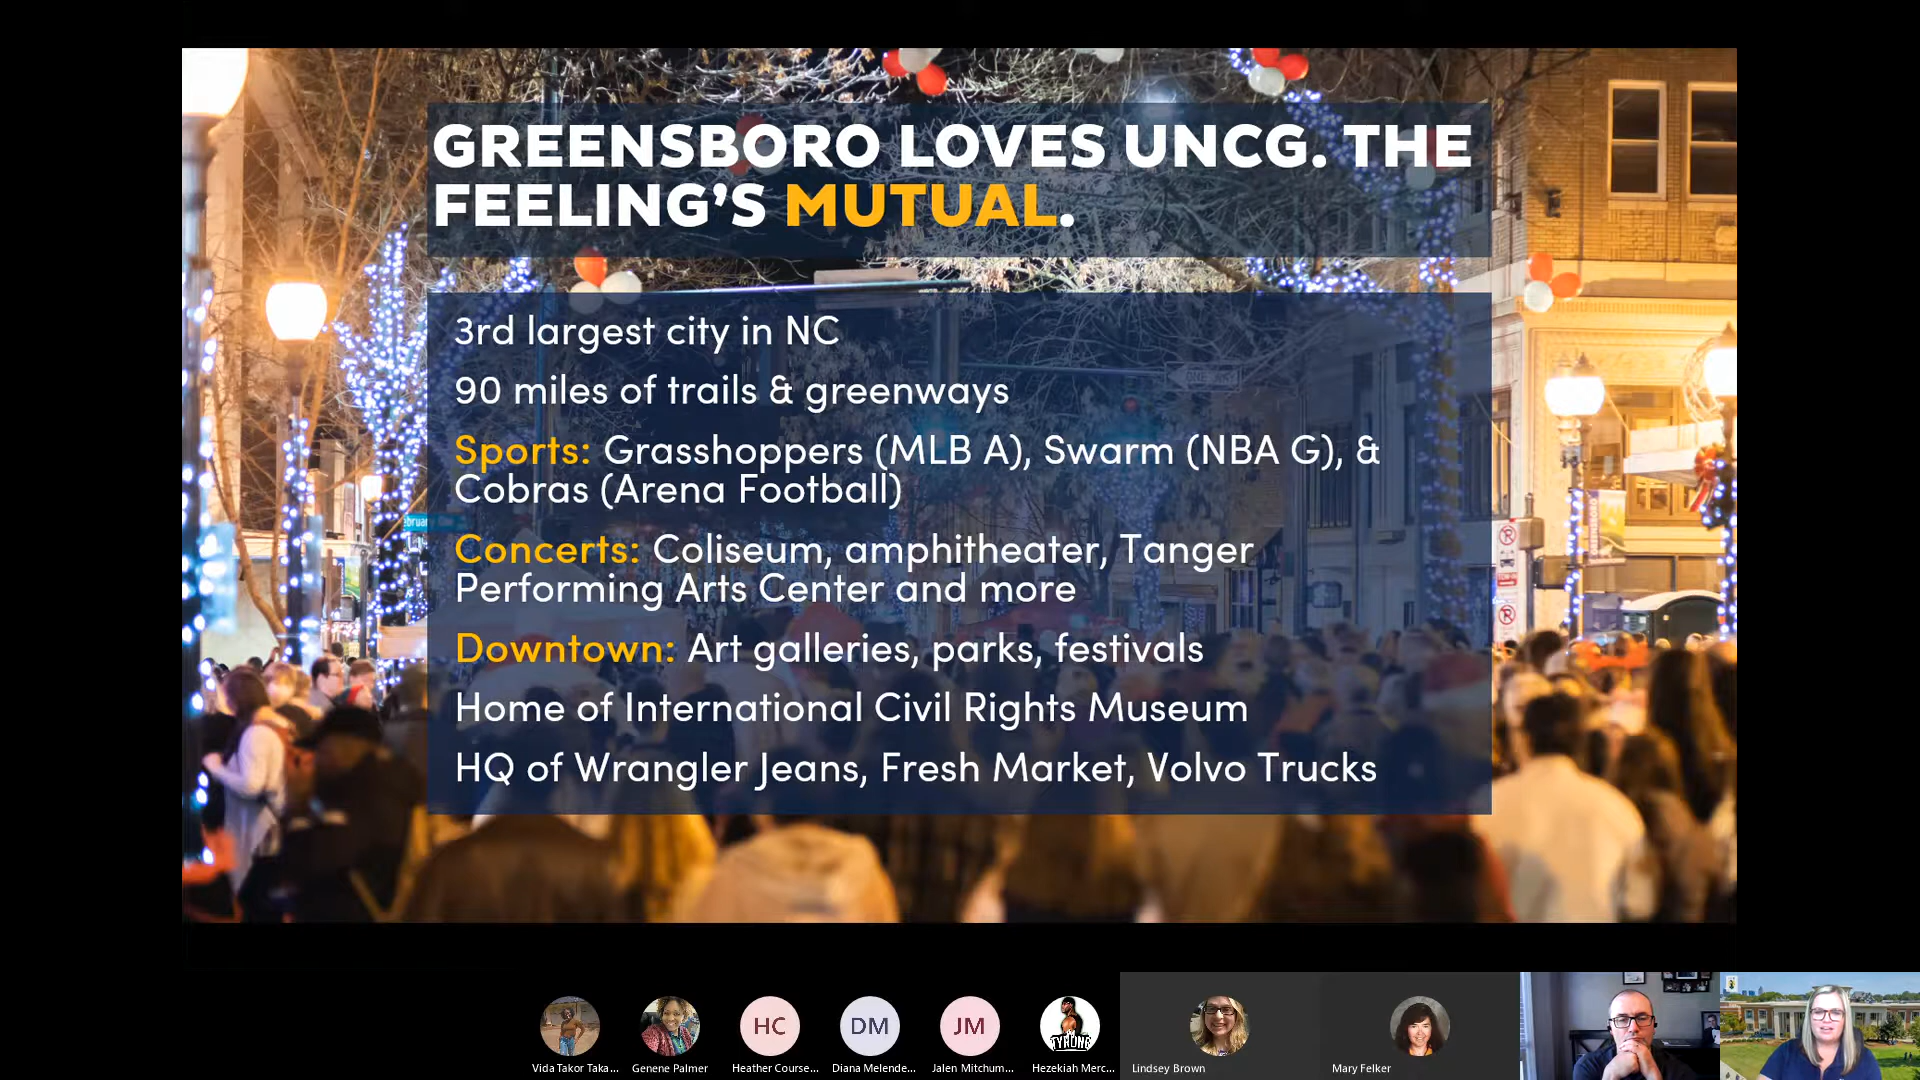 GREENSBORO LOVES UNCG. THE
FEELING'S MUTUAL.
3rd largest city in NC
90 miles of trails & greenways
Sports: Grasshoppers (MLB A), Swarm (NBA G), &
Cobras (Arena Football)
Concerts: Coliseum, amphitheater, Tanger
Performing Arts Center and more
Downtown: Art galleries, parks, festivals
Home of International Civil Rights Museum
HQ of Wrangler Jeans, Fresh Market, Volvo Trucks
HC
DM
JM
TYRONE
Vida Takor Taka...
Genene Palmer
Heather Course...
Diana Melende...
Jalen Mitchum...
Hezekiah Merc...
Lindsey Brown
Mary Felker